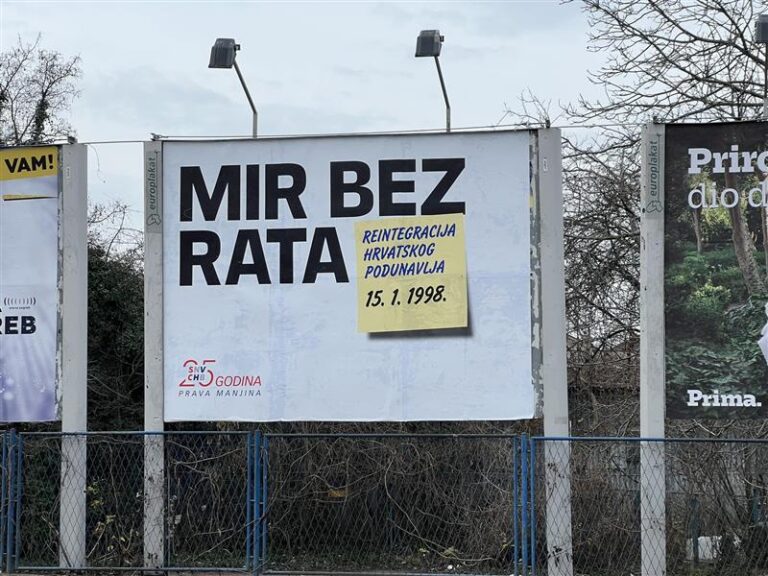 VAM!
REB
europlakat
MIR BEZ
RATA
REINTEGRACIJA
HRVATSKOG
PODUNAVLJA
15. 1. 1998.
25 GODINA
SNV
CHB
PRAVA MANJINA
europlakat
dio d
Prima.